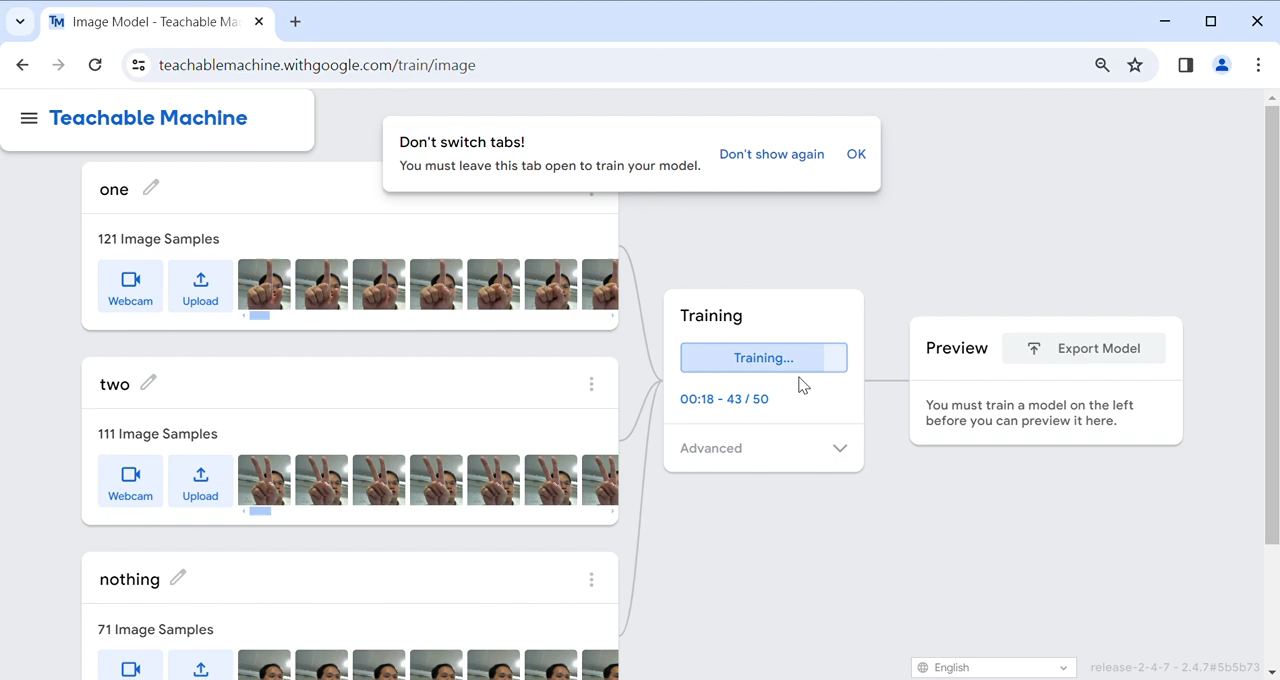 Image Model - Teachable Mac
teachablemachine.withgoogle.com/train/image
Teachable Machine
Don't switch tabs!
You must leave this tab open to train your model.
Don't show again
OK
one
121 Image Samples
Webcam
Upload
two
111 Image Samples
Webcam
Upload
nothing
71 Image Samples
Training
Training...
00:18 - 43 / 50
Advanced
Preview
Export Model
You must train a model on the left
before you can preview it here.
English
release-2-4-7 - 2.4.7#5b5b73